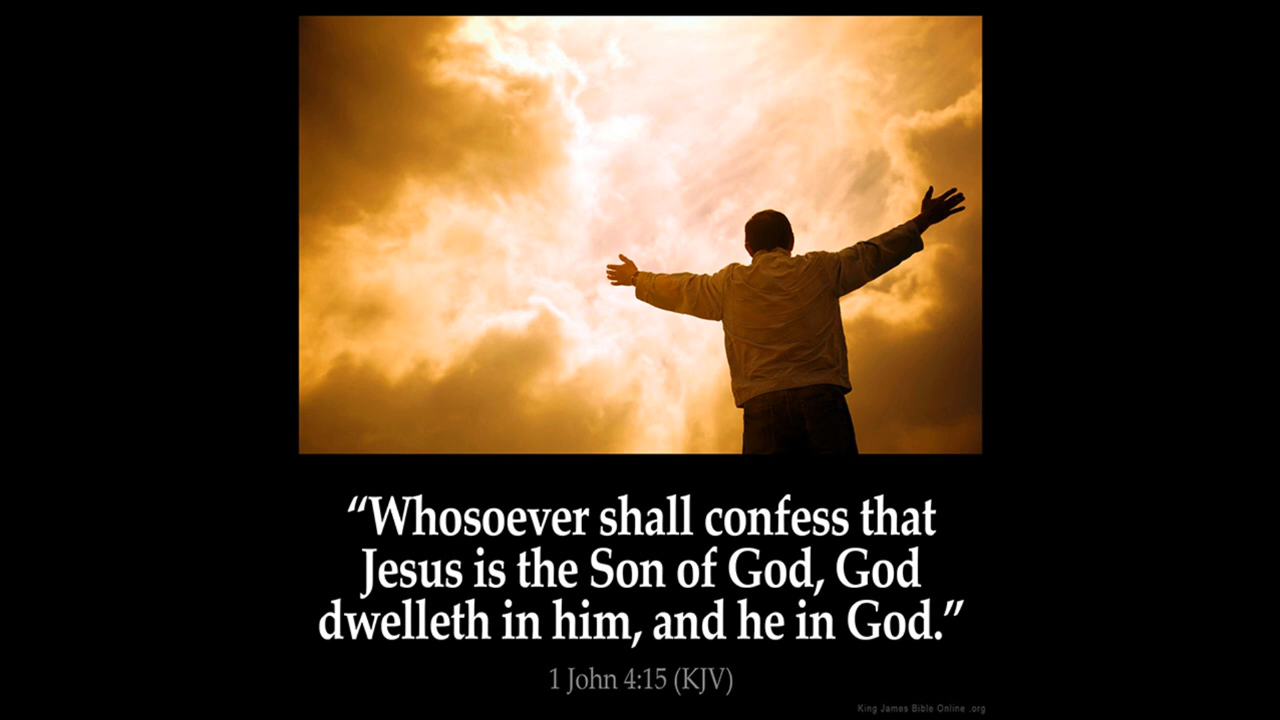 “Whosoever shall confess that
Jesus is the Son of God, God
dwelleth in him, and he in God.”
1 John 4:15 (KJV)
King James Bible Online .org